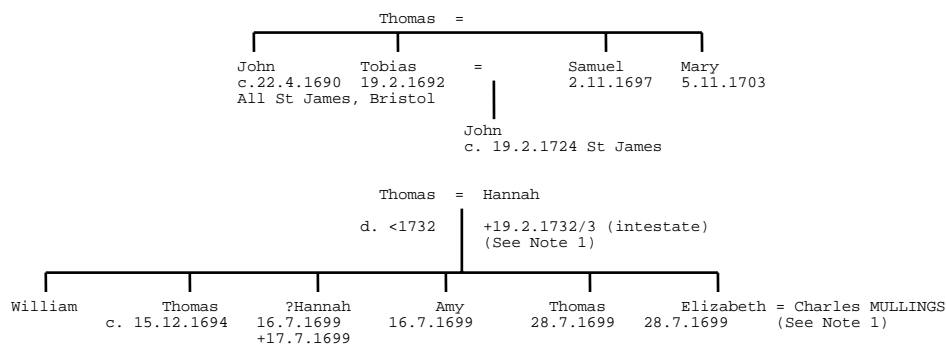 Thomas =
John Tobias = Samuel Mary
c.22.4.1690 19.2.1692 2.11.1697 5.11.1703
All St James, Bristol
John
c. 19.2.1724 St James
Thomas = Hannah
d. <1732 +19.2.1732/3 (intestate)
(See Note 1)
William Thomas ?Hannah Amy Thomas Elizabeth = Charles MULLINGS
c. 15.12.1694 16.7.1699 16.7.1699 28.7.1699 28.7.1699 (See Note 1)
+17.7.1699